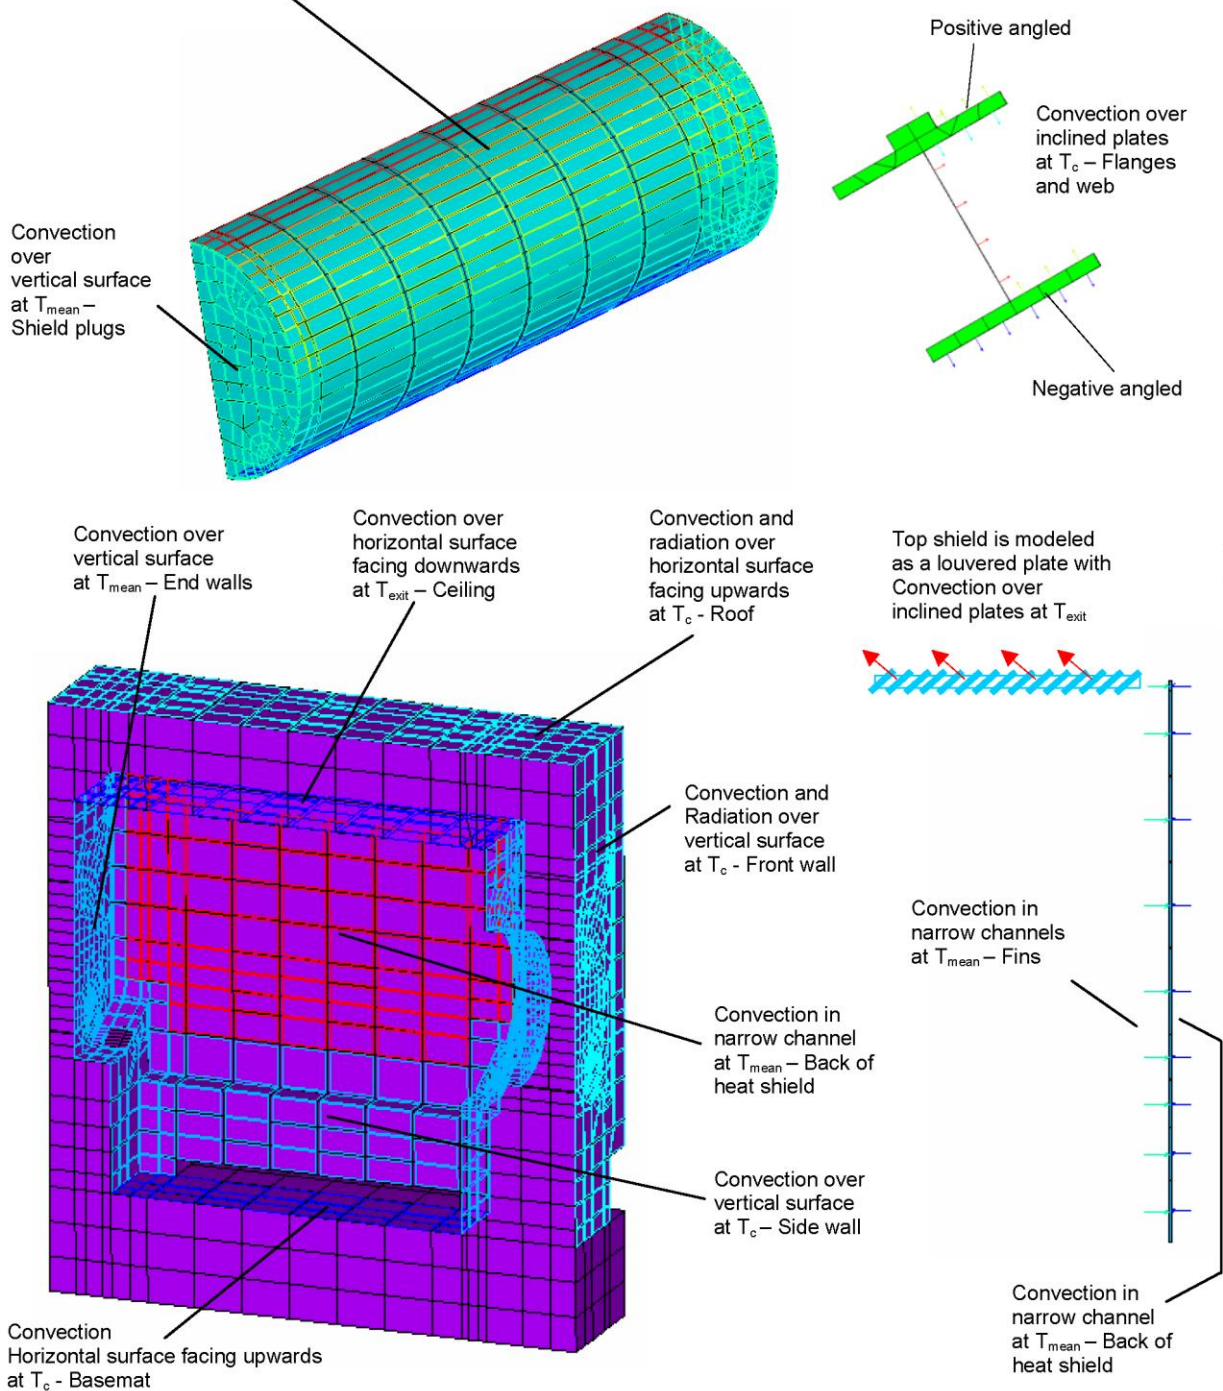 Positive angled
Convection over
inclined plates
at Tc – Flanges
and web
Convection
over
vertical surface
at Tmean –
Shield plugs
Negative angled
Convection over
vertical surface
at Tmean – End walls
Convection over
horizontal surface
facing downwards
at Texit – Ceiling
Convection and
radiation over
horizontal surface
facing upwards
at Tc - Roof
Top shield is modeled
as a louvered plate with
Convection over
inclined plates at Texit
Convection and
Radiation over
vertical surface
at Tc - Front wall
Convection in
narrow channels
at Tmean – Fins
Convection in
narrow channel
at Tmean – Back of
heat shield
Convection over
vertical surface
at Tc – Side wall
Convection in
narrow channel
at Tmean – Back of
heat shield
Convection
Horizontal surface facing upwards
at Tc - Basemat